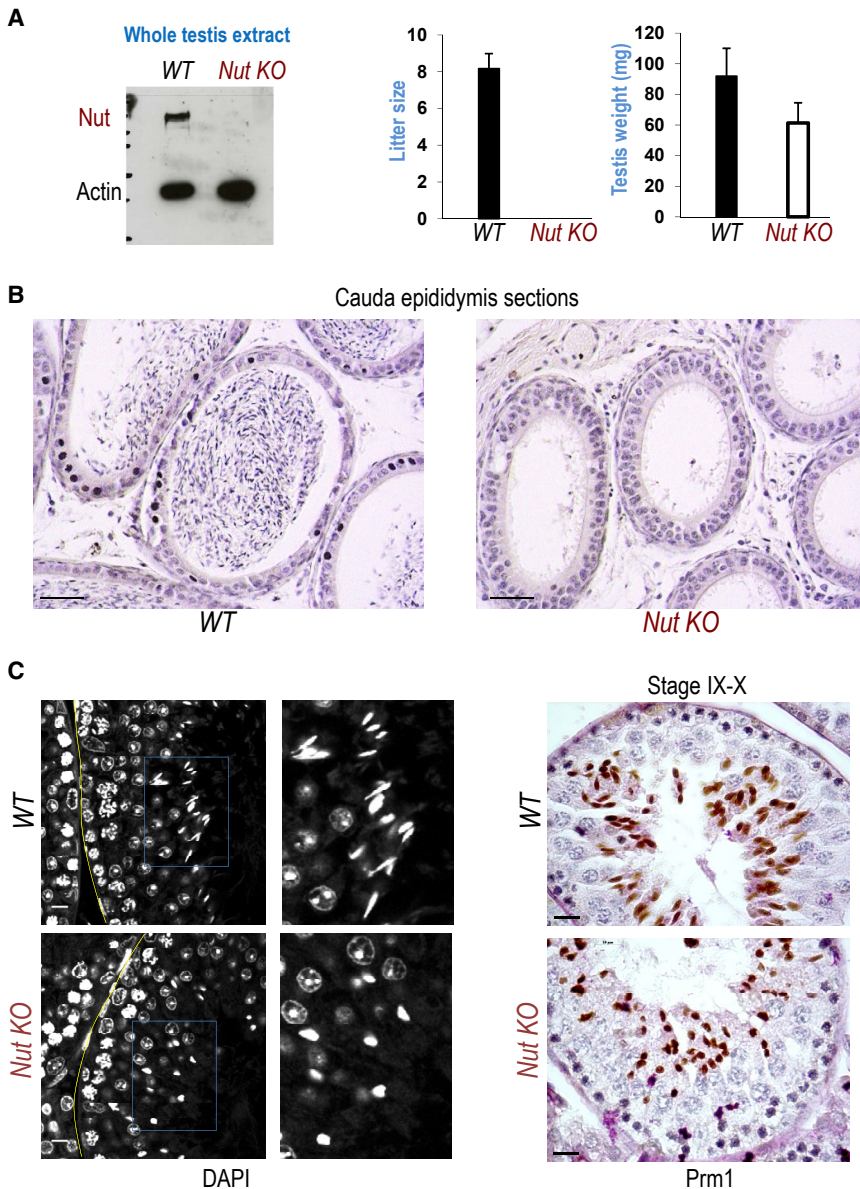 A
Whole testis extract
WT Nut KO
Nut
Actin
Litter size
10
8
6
4
2
0
WT Nut KO
Testis weight (mg)
120
100
80
60
40
20
0
WT Nut KO
B
Cauda epididymis sections
WT
Nut KO
C
Stage IX-X
WT
WT
Nut KO
Nut KO
DAPI
Prm1